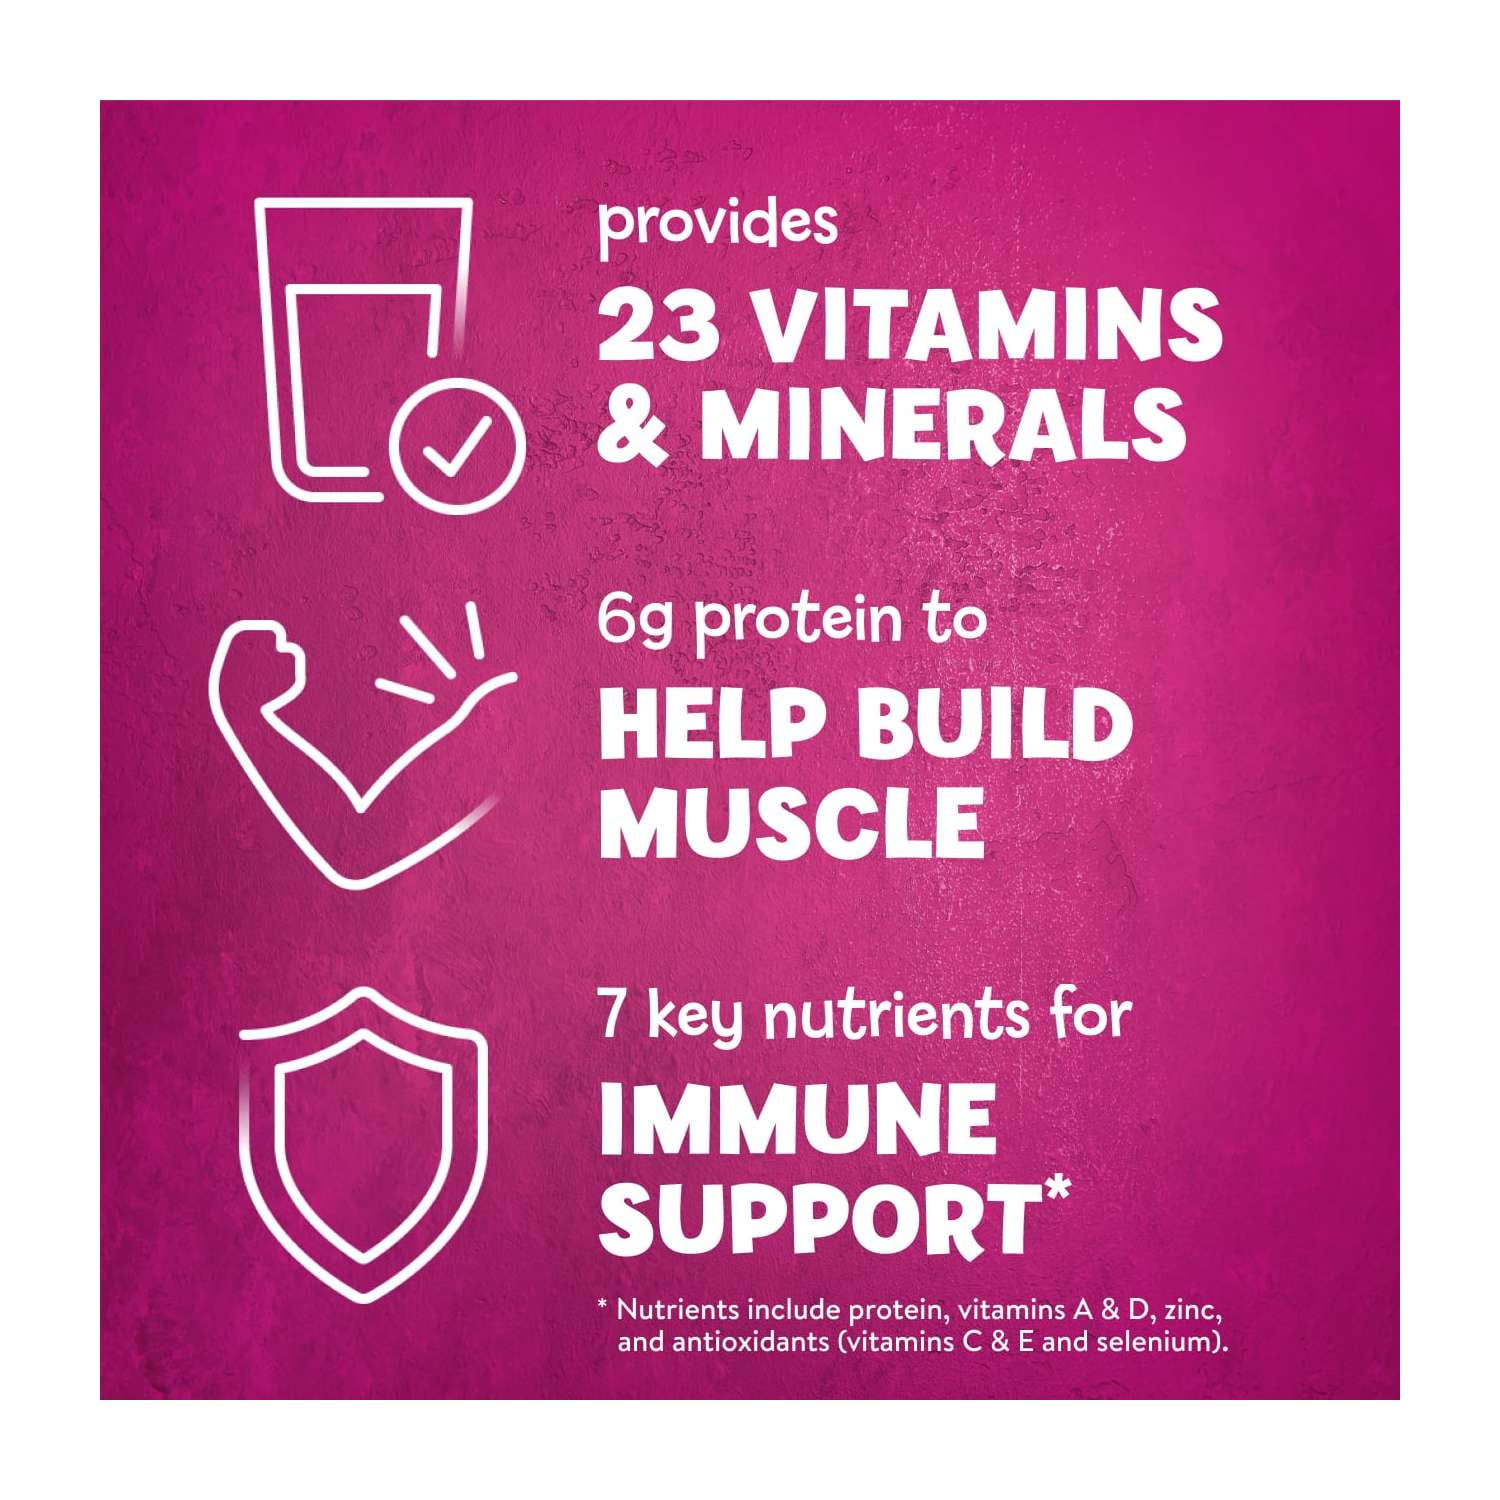 provides
23 VITAMINS
& MINERALS
6g protein to
HELP BUILD
MUSCLE
7 key nutrients for
IMMUNE
SUPPORT*
* Nutrients include protein, vitamins A & D, zinc,
and antioxidants (vitamins C & E and selenium).